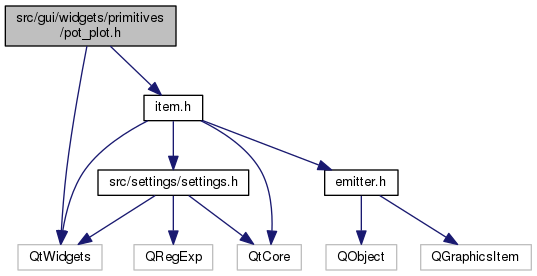 src/gui/widgets/primitives
/pot_plot.h
item.h
src/settings/settings.h
emitter.h
QtWidgets
QRegExp
QtCore
QObject
QGraphicsItem